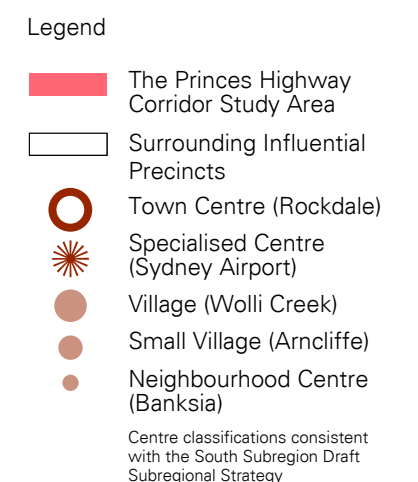 Legend
The Princes Highway
Corridor Study Area
Surrounding Influential
Precincts
Town Centre (Rockdale)
Specialised Centre
(Sydney Airport)
Village (Wolli Creek)
Small Village (Arncliffe)
Neighbourhood Centre
(Banksia)
Centre classifications consistent
with the South Subregion Draft
Subregional Strategy